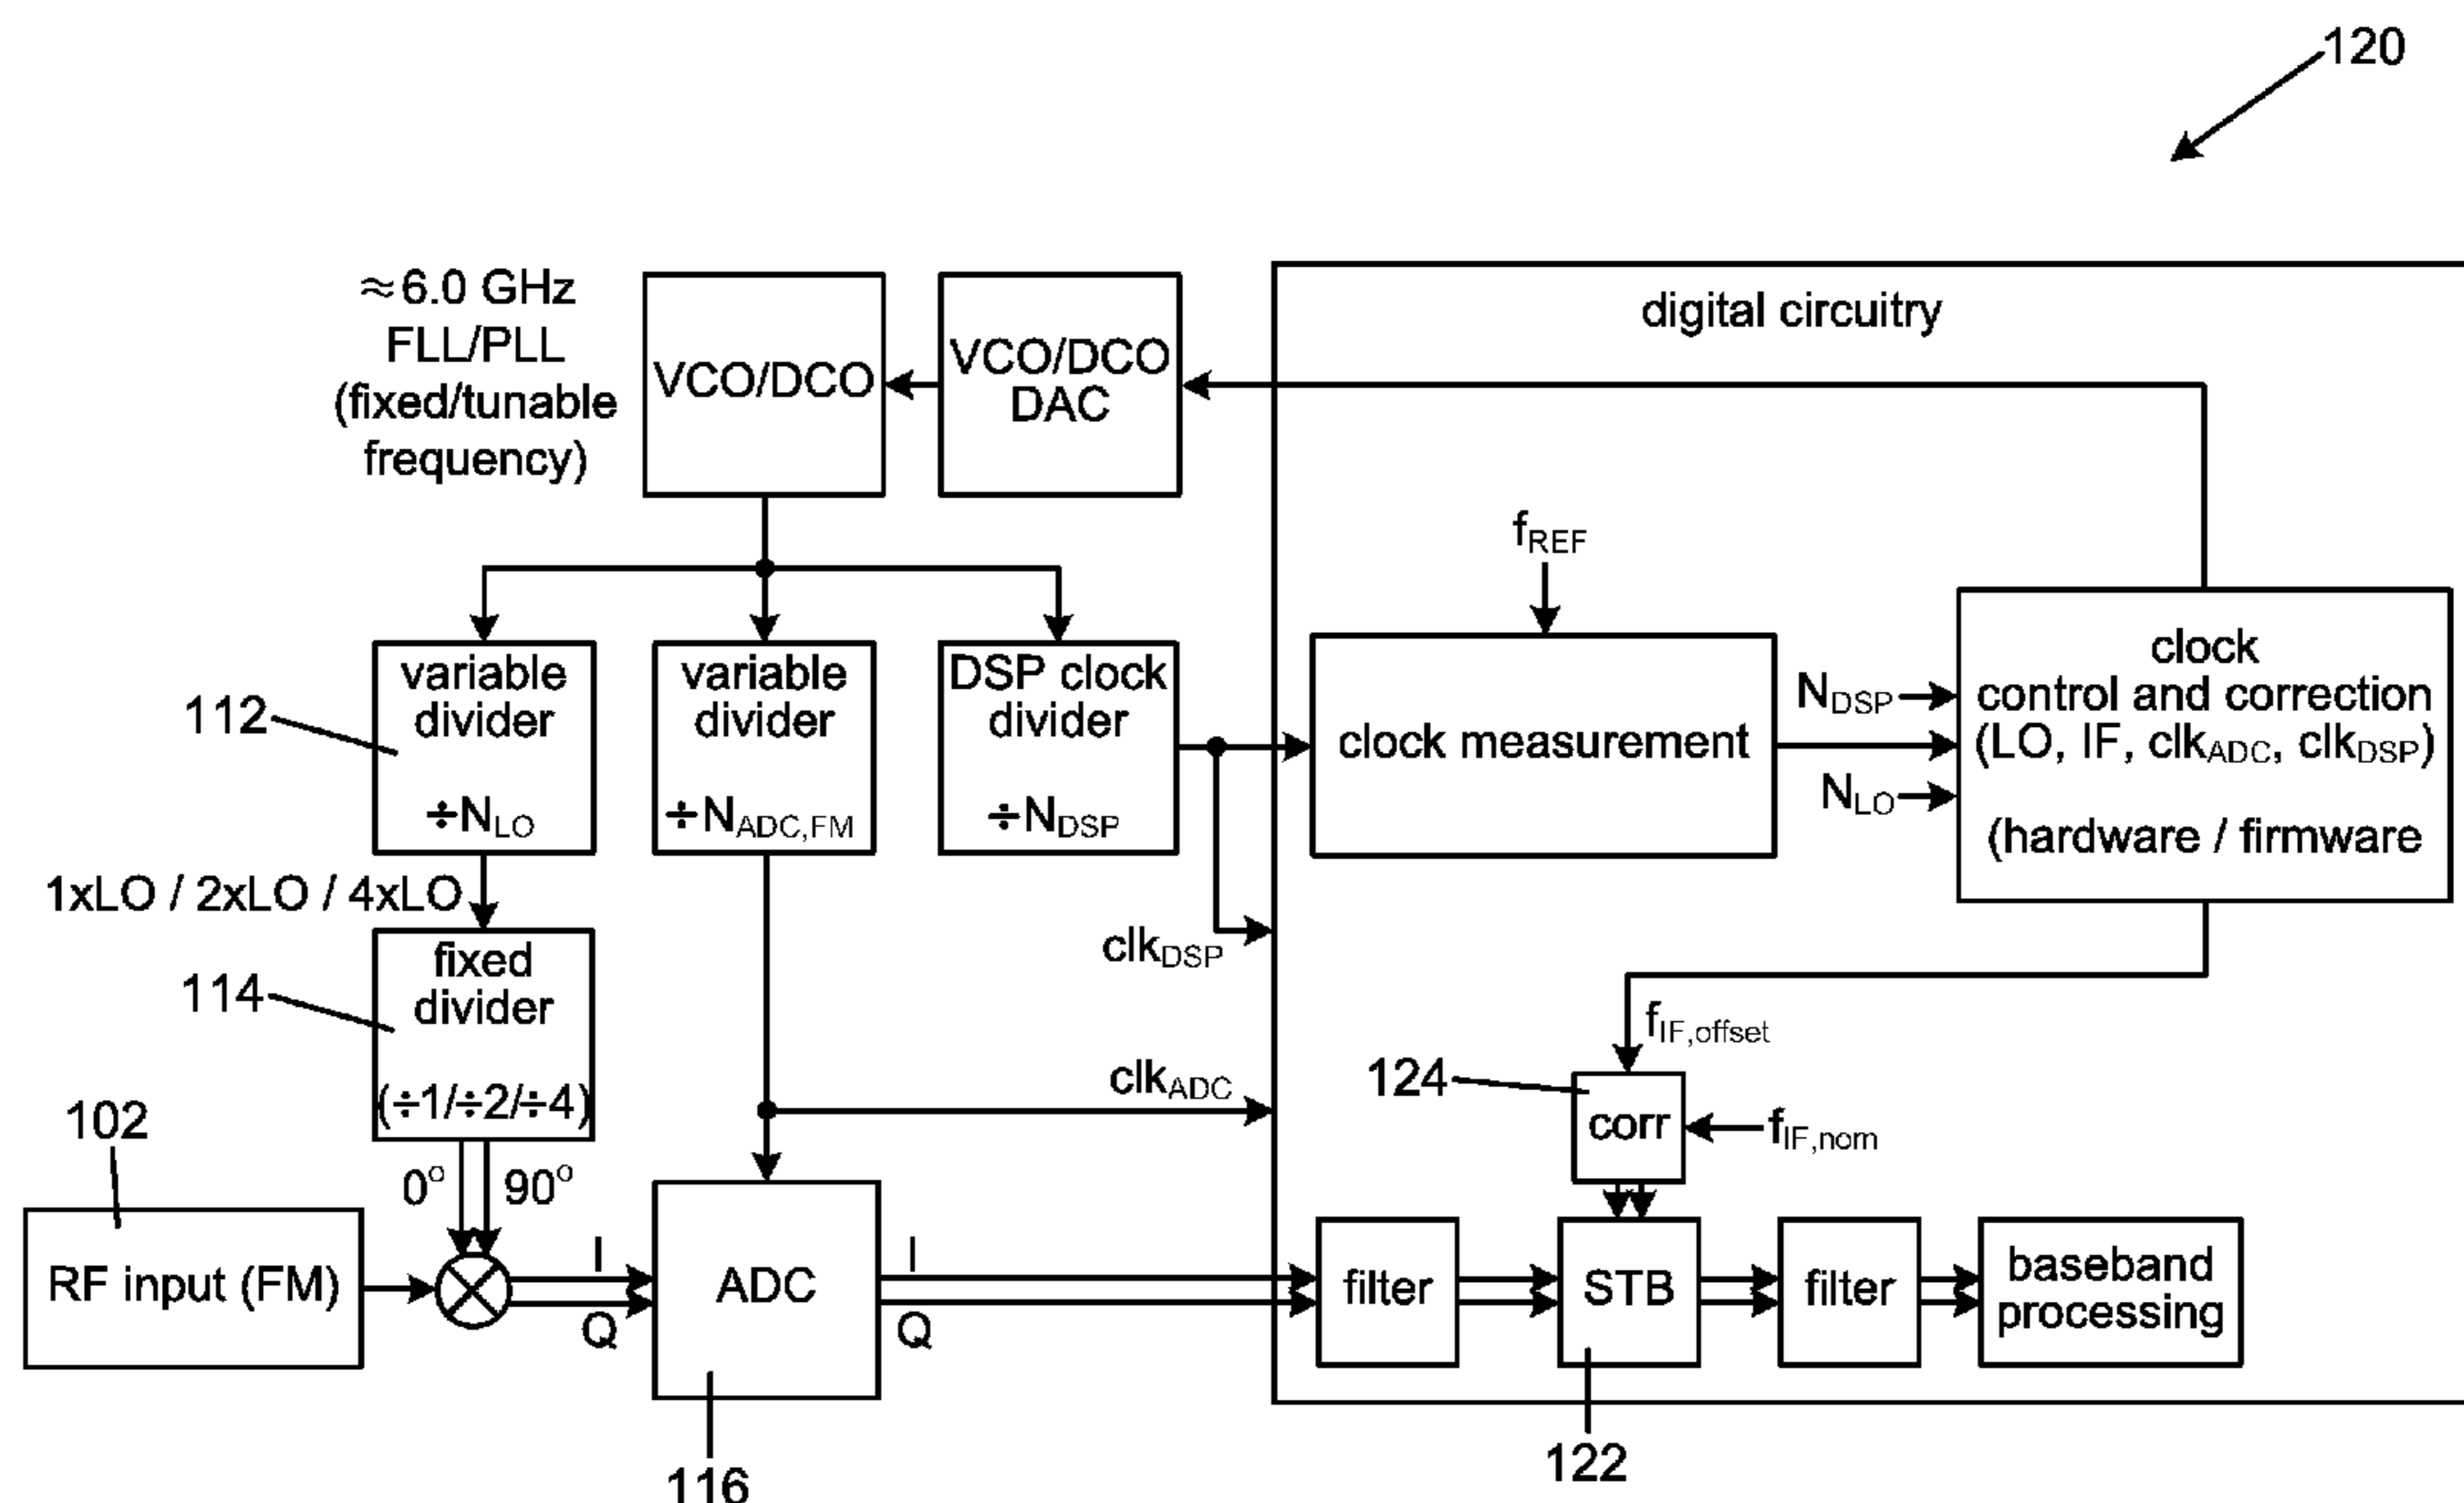 120
≈6.0 GHz
FLL/PLL
(fixed/tunable
frequency)
VCO/DCO
VCO/DCO
DAC
digital circuitry
fREF
112
variable
divider
÷NLO
variable
divider
÷NADC,FM
DSP clock
divider
÷NDSP
clock measurement
NDSP
NLO
clock
control and correction
(LO, IF, clkADC, clkDSP)
(hardware / firmware
1xLO / 2xLO / 4xLO
114
fixed
divider
(÷1/÷2/÷4)
clkDSP
clkADC
fIF,offset
124
corr
fIF,nom
102
0°
90°
RF input (FM)
I
Q
ADC
I
Q
filter
STB
filter
baseband
processing
116
122